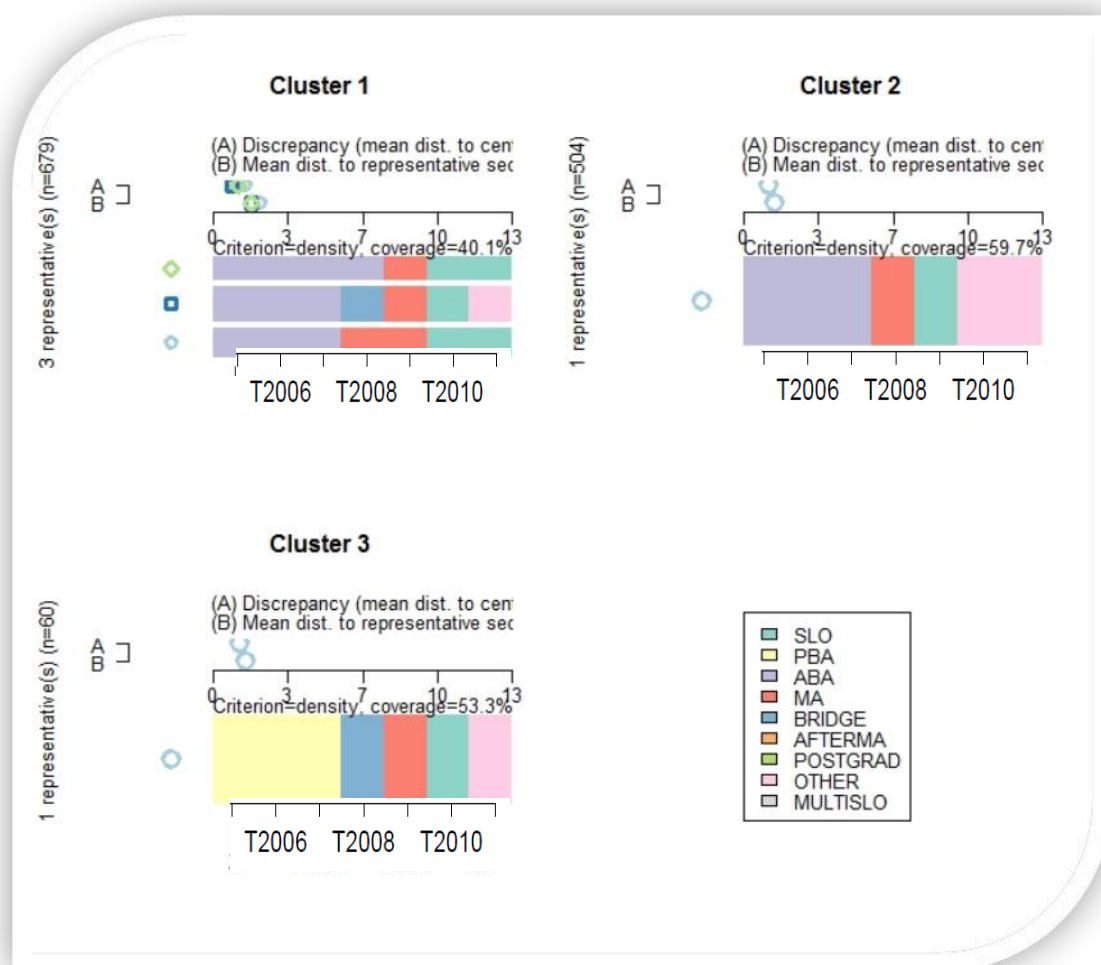 Cluster 1
3 representative(s) (n=679)
(A) Discrepancy (mean dist. to cen
(B) Mean dist. to representative sec
A
B
0 3 7 10 13
Criterion=density, coverage=40.1%
T2006 T2008 T2010
Cluster 2
1 representative(s) (n=504)
(A) Discrepancy (mean dist. to cen
(B) Mean dist. to representative sec
A
B
0 3 7 10 13
Criterion=density, coverage=59.7%
T2006 T2008 T2010
Cluster 3
1 representative(s) (n=60)
(A) Discrepancy (mean dist. to cen
(B) Mean dist. to representative sec
A
B
0 3 7 10 13
Criterion=density, coverage=53.3%
T2006 T2008 T2010
SLO
PBA
ABA
MA
BRIDGE
AFTERMA
POSTGRAD
OTHER
MULTISLO